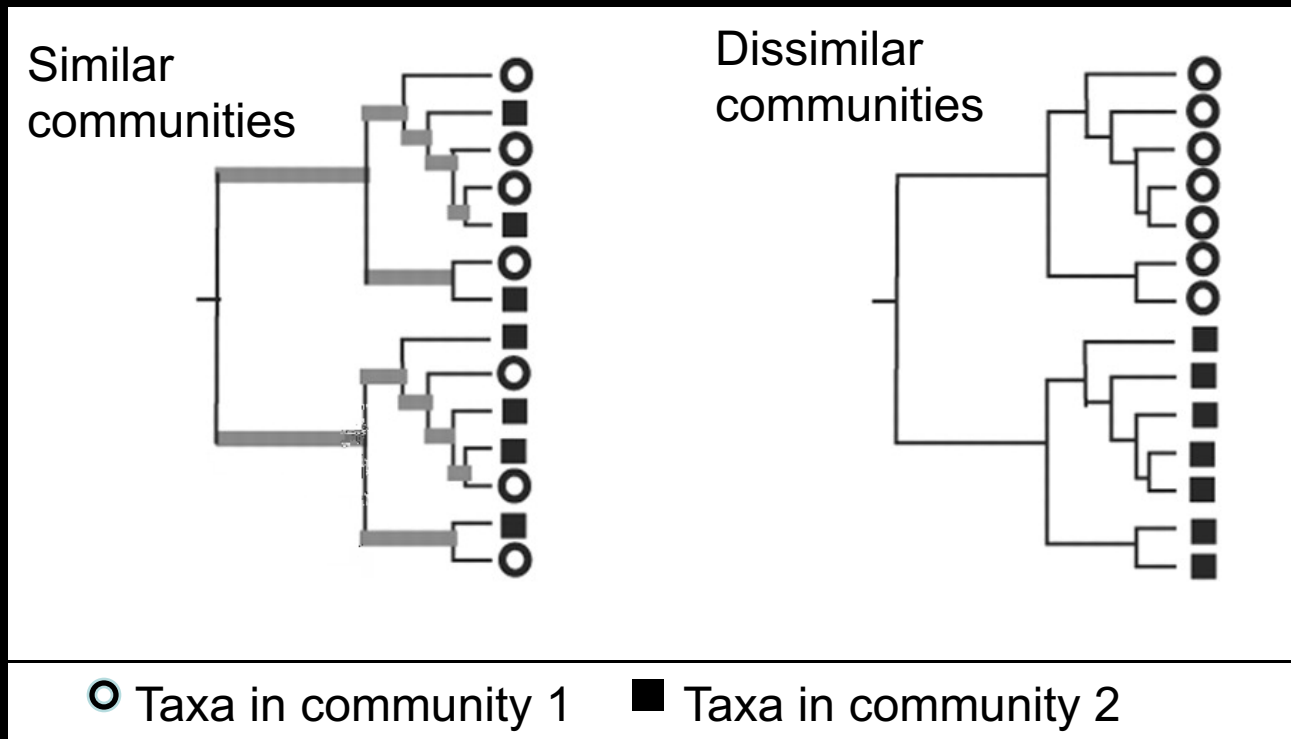 Similar
communities
Dissimilar
communities
Taxa in community 1
Taxa in community 2